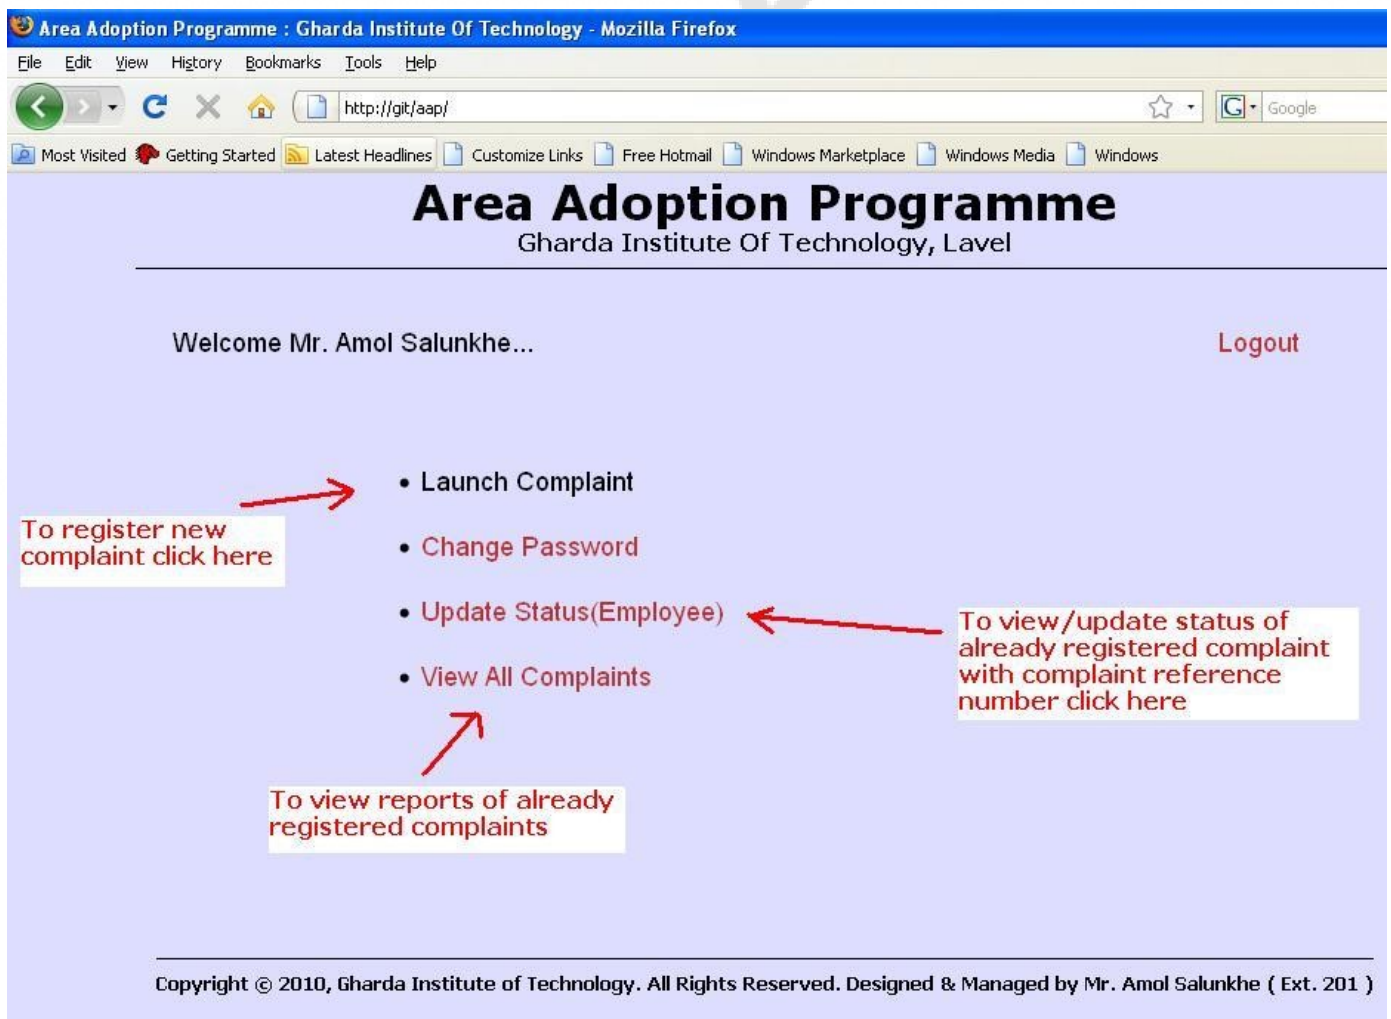 Area Adoption Programme : Gharda Institute Of Technology - Mozilla Firefox
File Edit View History Bookmarks Tools Help
http://git/aap/ G Google
Most Visited Getting Started Latest Headlines Customize Links Free Hotmail Windows Marketplace Windows Media Windows
Area Adoption Programme
Gharda Institute Of Technology, Lavel
Welcome Mr. Amol Salunkhe... Logout
• Launch Complaint
To register new
complaint click here
• Change Password
• Update Status(Employee)
To view/update status of
already registered complaint
with complaint reference
number click here
• View All Complaints
To view reports of already
registered complaints
Copyright © 2010, Gharda Institute of Technology. All Rights Reserved. Designed & Managed by Mr. Amol Salunkhe ( Ext. 201 )